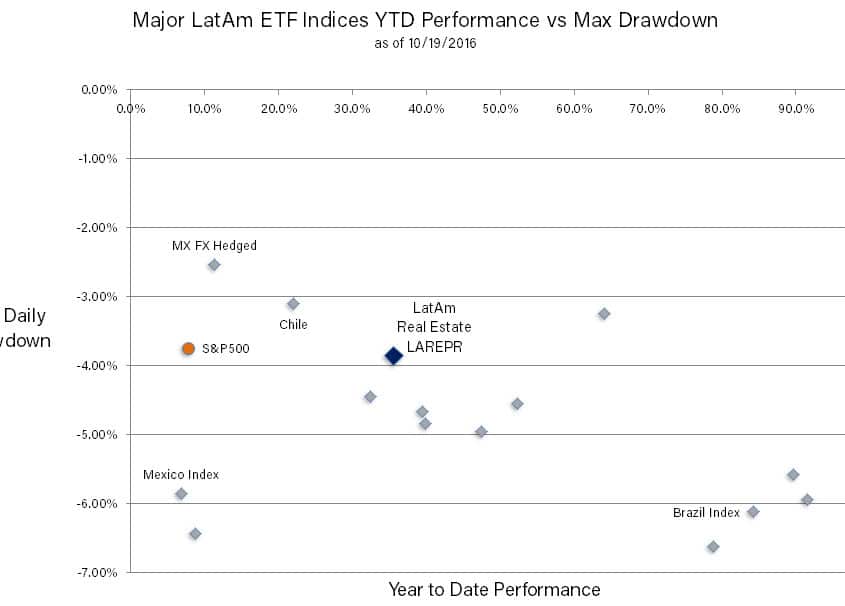 Major LatAm ETF Indices YTD Performance vs Max Drawdown
as of 10/19/2016
0.00%
0.0% 10.0% 20.0% 30.0% 40.0% 50.0% 60.0% 70.0% 80.0% 90.0%
-1.00%
-2.00%
MX FX Hedged
-3.00%
Chile
LatAm
Real Estate
LAREPR
Daily
S&P500
-4.00%
-5.00%
Mexico Index
-6.00%
Brazil Index
-7.00%
Year to Date Performance